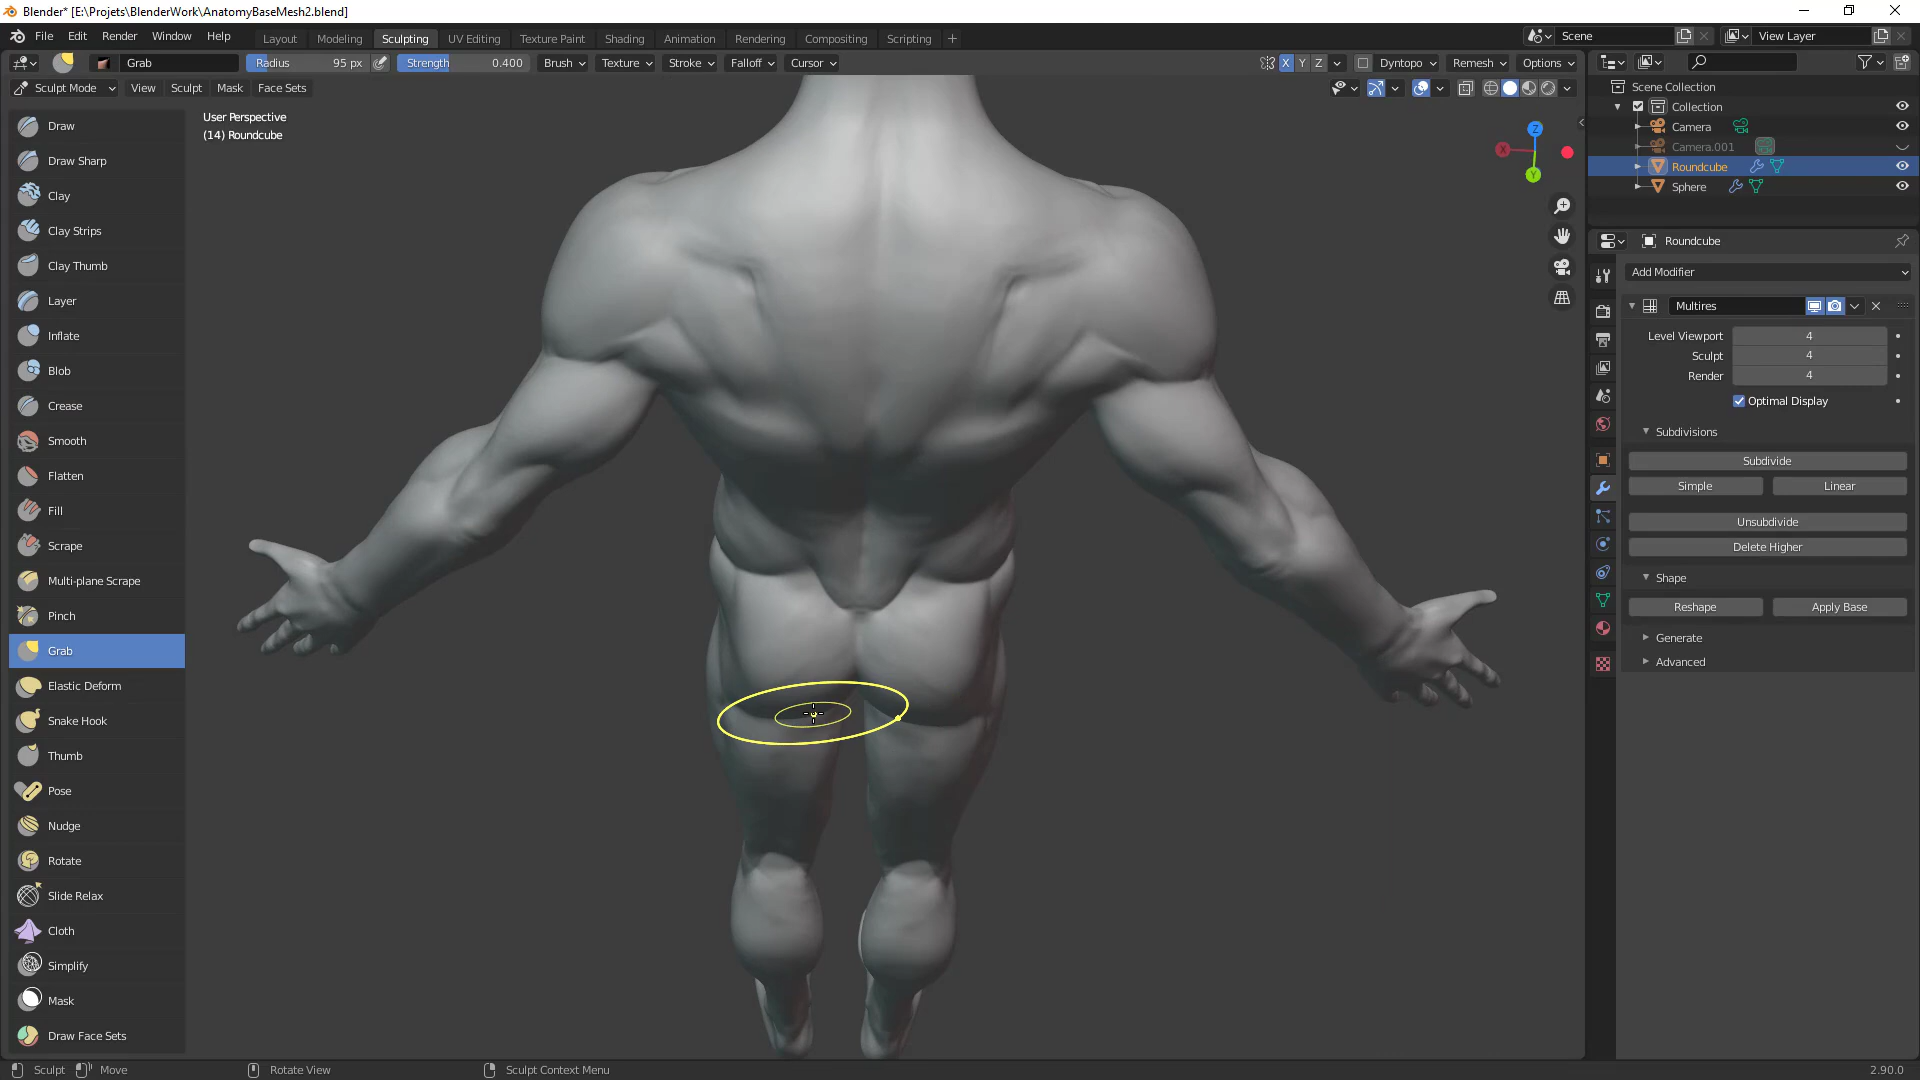 Blender* [E:\Projets\BlenderWork\AnatomyBaseMesh2.blend]
File Edit Render Window Help
Layout Modeling Sculpting UV Editing Texture Paint Shading Animation Rendering Compositing Scripting +
Scene
View Layer
Grab
Radius 95 px
Strength 0.400
Brush Texture Stroke Falloff Cursor
X Y Z
Dyntopo Remesh Options
Sculpt Mode View Sculpt Mask Face Sets
User Perspective
(14) Roundcube
Draw
Draw Sharp
Clay
Clay Strips
Clay Thumb
Layer
Inflate
Blob
Crease
Smooth
Flatten
Fill
Scrape
Multi-plane Scrape
Pinch
Grab
Elastic Deform
Snake Hook
Thumb
Pose
Nudge
Rotate
Slide Relax
Cloth
Simplify
Mask
Draw Face Sets
Z
X
Y
Scene Collection
Collection
Camera
Camera.001
Roundcube
Sphere
Roundcube
Add Modifier
Multires
Level Viewport 4
Sculpt 4
Render 4
Optimal Display
Subdivisions
Subdivide
Simple Linear
Unsubdivide
Delete Higher
Shape
Reshape Apply Base
Generate
Advanced
Sculpt Move Rotate View Sculpt Context Menu 2.90.0